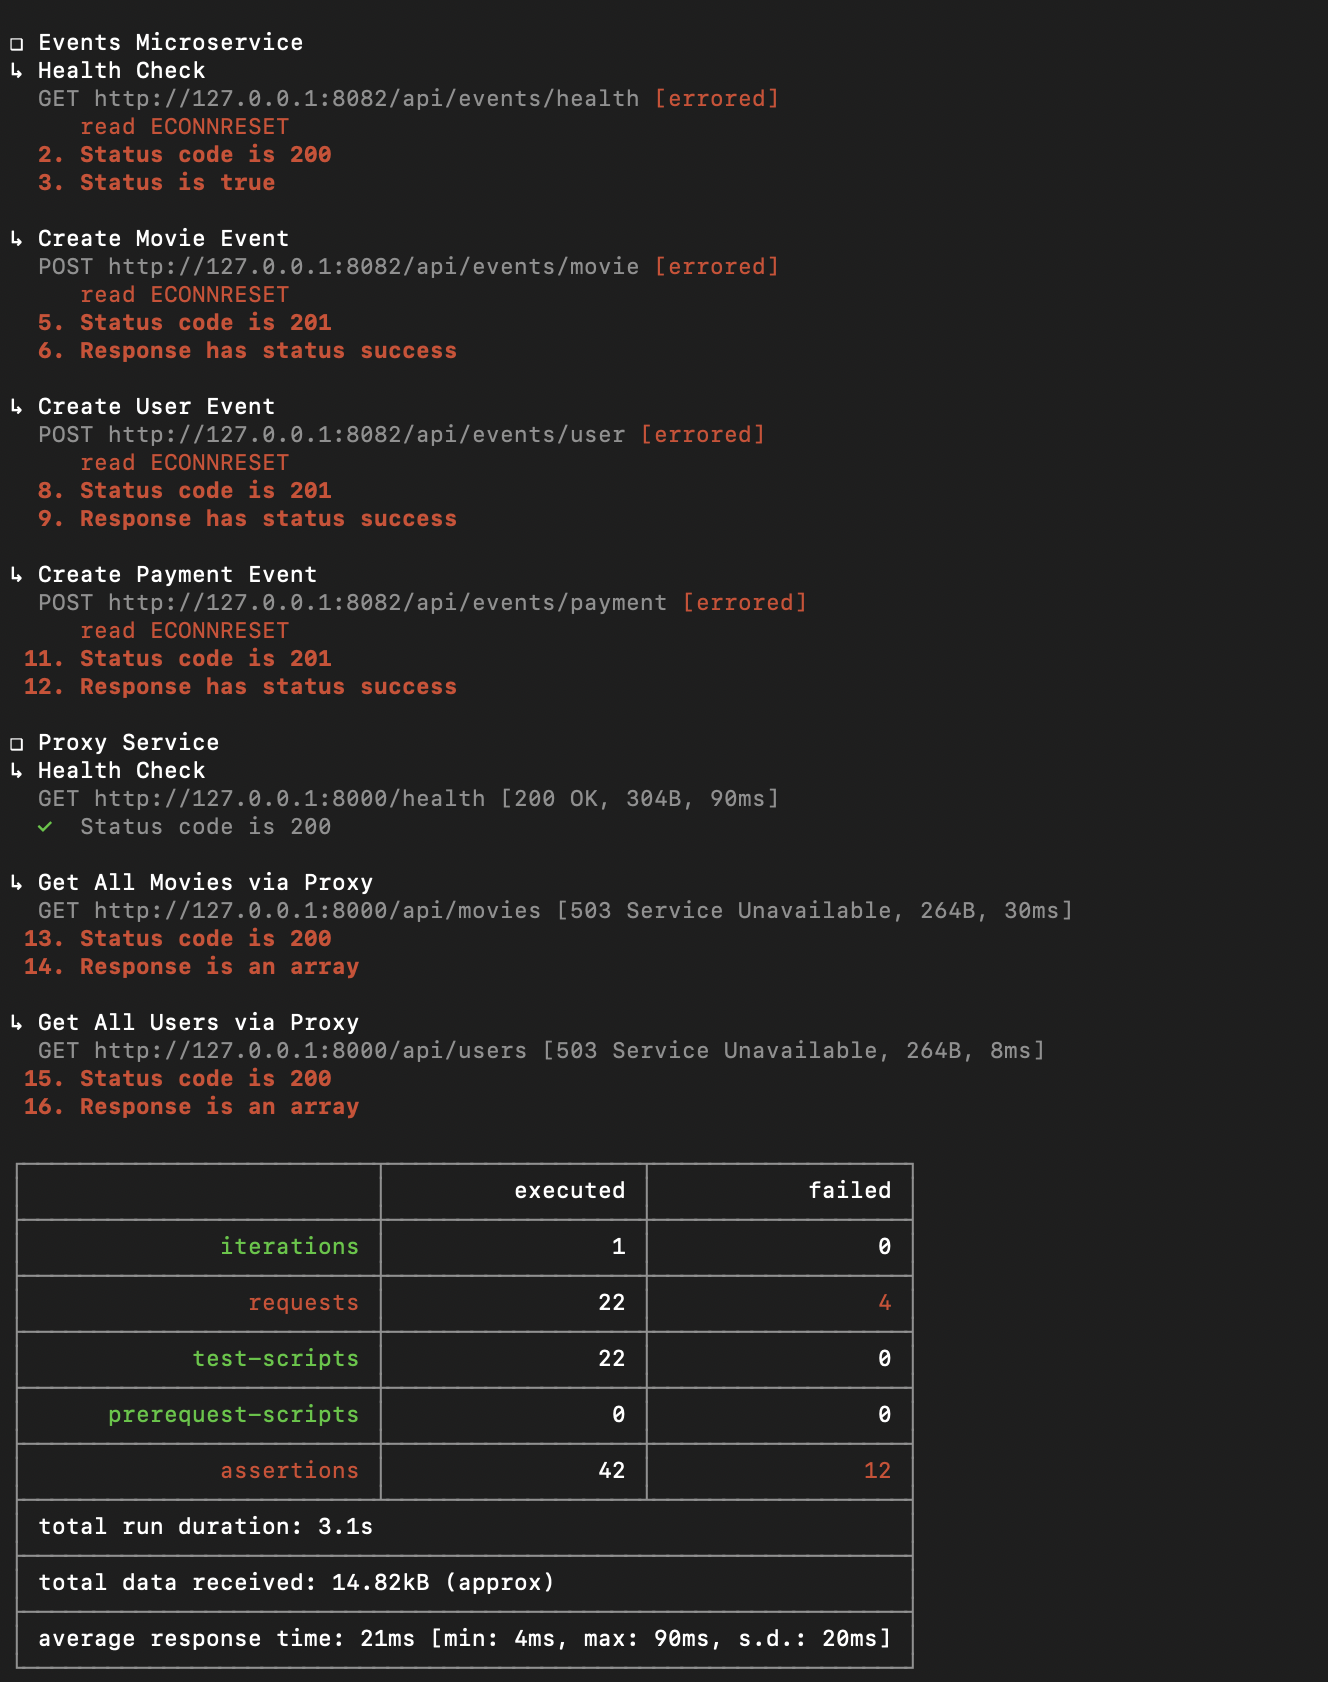 ❏ Events Microservice
↳ Health Check
GET http://127.0.0.1:8082/api/events/health [errored]
read ECONNRESET
2. Status code is 200
3. Status is true
↳ Create Movie Event
POST http://127.0.0.1:8082/api/events/movie [errored]
read ECONNRESET
5. Status code is 201
6. Response has status success
↳ Create User Event
POST http://127.0.0.1:8082/api/events/user [errored]
read ECONNRESET
8. Status code is 201
9. Response has status success
↳ Create Payment Event
POST http://127.0.0.1:8082/api/events/payment [errored]
read ECONNRESET
11. Status code is 201
12. Response has status success
❏ Proxy Service
↳ Health Check
GET http://127.0.0.1:8000/health [200 OK, 304B, 90ms]
✓ Status code is 200
↳ Get All Movies via Proxy
GET http://127.0.0.1:8000/api/movies [503 Service Unavailable, 264B, 30ms]
13. Status code is 200
14. Response is an array
↳ Get All Users via Proxy
GET http://127.0.0.1:8000/api/users [503 Service Unavailable, 264B, 8ms]
15. Status code is 200
16. Response is an array
executed failed
iterations 1 0
requests 22 4
test-scripts 22 0
prerequest-scripts 0 0
assertions 42 12
total run duration: 3.1s
total data received: 14.82kB (approx)
average response time: 21ms [min: 4ms, max: 90ms, s.d.: 20ms]